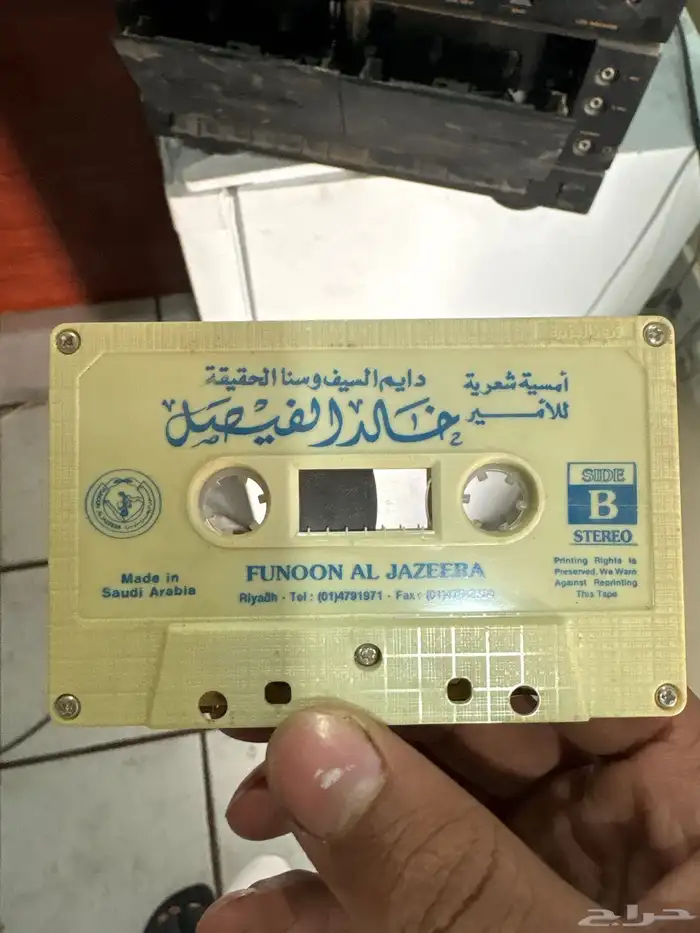 أمسية شعرية
للأمير
دايم السيف وسنا الحقيقة
خالد الفيصل
SIDE
B
STEREO
FUNOON AL JAZEERA
Made in
Saudi Arabia
Riyadh - Tel : (01)4791971 - Fax : 
Printing Rights is
Preserved. We Warn
Against Reprinting
This Tape
حراج